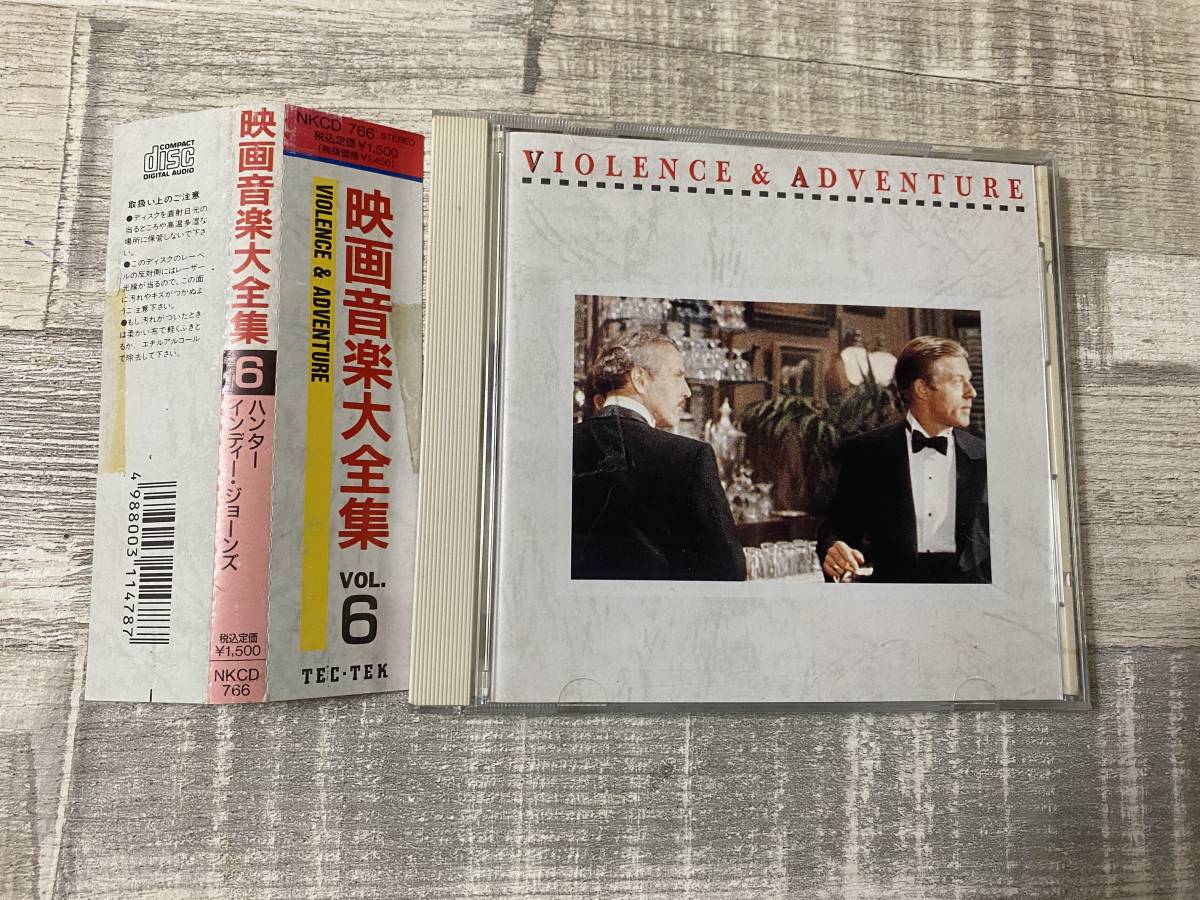 COMPACT
disc
DIGITAL AUDIO
取扱い上のご注意
●ディスクを直射日光の
当るところや高温多湿な
場所に保管しないで下さ
い。
●このディスクのレーベ
ルの反対側にはレーザー
光線が当るので、この面
に汚れやキズがつかぬよ
うご注意下さい。
●もし汚れがついたとき
は柔かい布で軽くふきと
るか、エチルアルコール
で除去して下さい。
4988003114787
映画音楽大全集
6
ハンター
インディー・ジョーンズ
税込定価
¥1,500
NKCD
766
NKCD 766 STEREO
税込定価¥1,500
(税抜価格¥1,456)
VIOLENCE & ADVENTURE
映画音楽大全集
VOL.
6
TEC・TEK
VIOLENCE & ADVENTURE